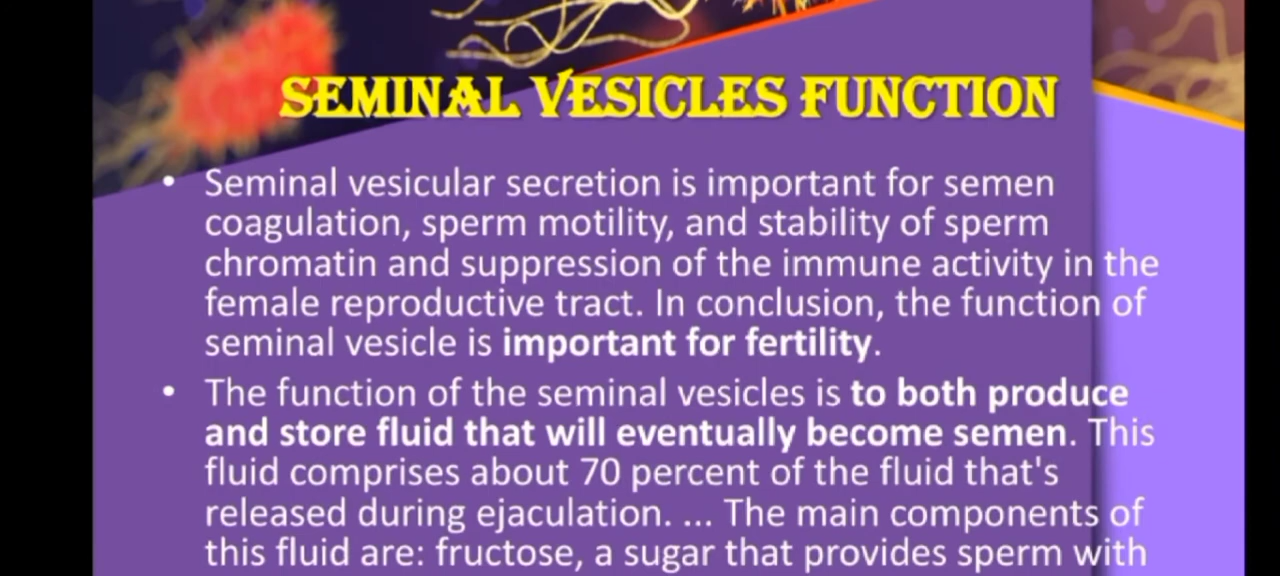 SEMINAL VESICLES FUNCTION
• Seminal vesicular secretion is important for semen
coagulation, sperm motility, and stability of sperm
chromatin and suppression of the immune activity in the
female reproductive tract. In conclusion, the function of
seminal vesicle is important for fertility.
• The function of the seminal vesicles is to both produce
and store fluid that will eventually become semen. This
fluid comprises about 70 percent of the fluid that's
released during ejaculation. ... The main components of
this fluid are: fructose, a sugar that provides sperm with